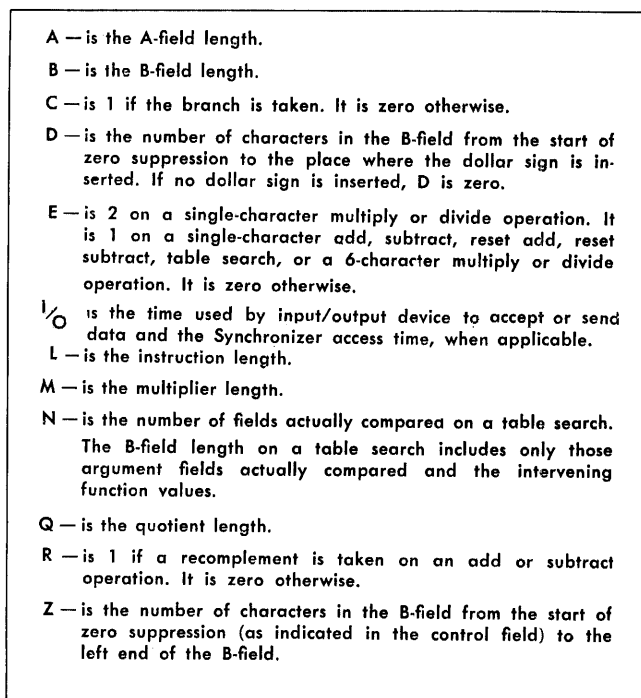 A — is the A-field length.
B — is the B-field length.
C — is 1 if the branch is taken. It is zero otherwise.
D — is the number of characters in the B-field from the start of
zero suppression to the place where the dollar sign is in-
serted. If no dollar sign is inserted, D is zero.
E — is 2 on a single-character multiply or divide operation. It
is 1 on a single-character add, subtract, reset add, reset
subtract, table search, or a 6-character multiply or divide
operation. It is zero otherwise.
I/O is the time used by input/output device to accept or send
data and the Synchronizer access time, when applicable.
L — is the instruction length.
M — is the multiplier length.
N — is the number of fields actually compared on a table search.
The B-field length on a table search includes only those
argument fields actually compared and the intervening
function values.
Q — is the quotient length.
R — is 1 if a recomplement is taken on an add or subtract
operation. It is zero otherwise.
Z — is the number of characters in the B-field from the start of
zero suppression (as indicated in the control field) to the
left end of the B-field.